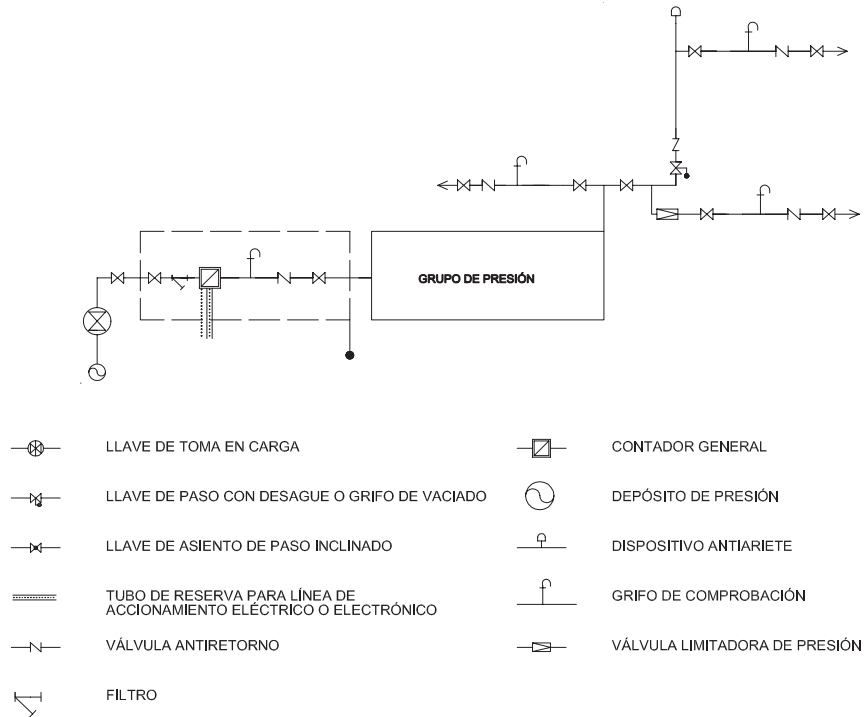 GRUPO DE PRESIÓN
LLAVE DE TOMA EN CARGA
LLAVE DE PASO CON DESAGUE O GRIFO DE VACIADO
LLAVE DE ASIENTO DE PASO INCLINADO
TUBO DE RESERVA PARA LÍNEA DE
ACCIONAMIENTO ELÉCTRICO O ELECTRÓNICO
VÁLVULA ANTIRETORNO
FILTRO
CONTADOR GENERAL
DEPÓSITO DE PRESIÓN
DISPOSITIVO ANTIARIETE
GRIFO DE COMPROBACIÓN
VÁLVULA LIMITADORA DE PRESIÓN